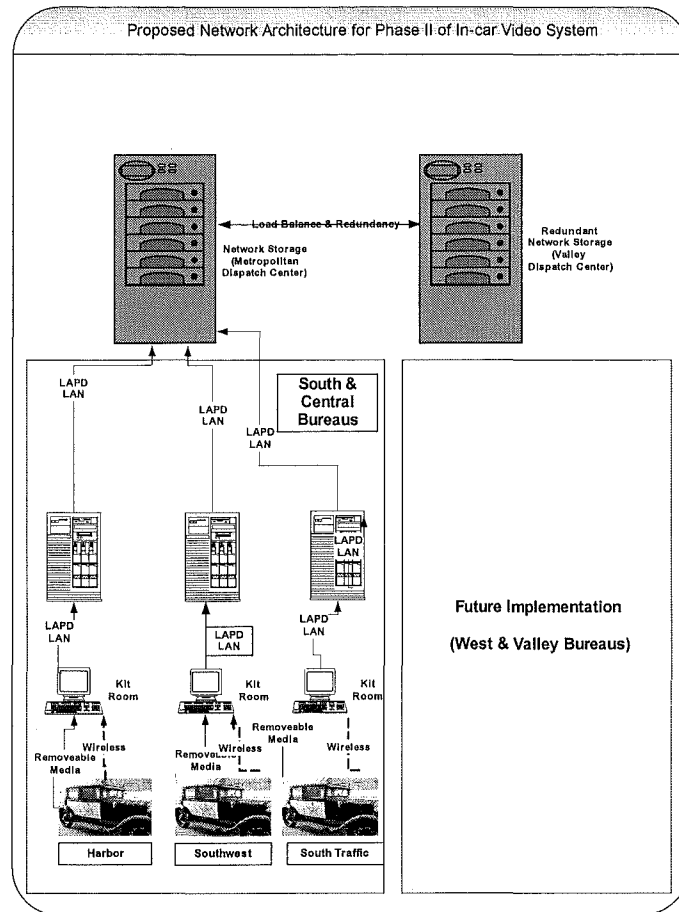 Proposed Network Architecture for Phase II of In-car Video System
Load Balance & Redundancy
Network Storage
(Metropolitan
Dispatch Center)
Redundant
Network Storage
(Valley
Dispatch Center)
South &
Central
Bureaus
LAPD
LAN
LAPD
LAN
LAPD
LAN
LAPD
LAN
LAPD
LAN
LAPD
LAN
LAPD
LAN
Kit
Room
Kit
Room
Kit
Room
Removeable
Media
Wireless
Removeable
Media
Wireless
Removeable
Media
Wireless
Harbor
Southwest
South Traffic
Future Implementation
(West & Valley Bureaus)